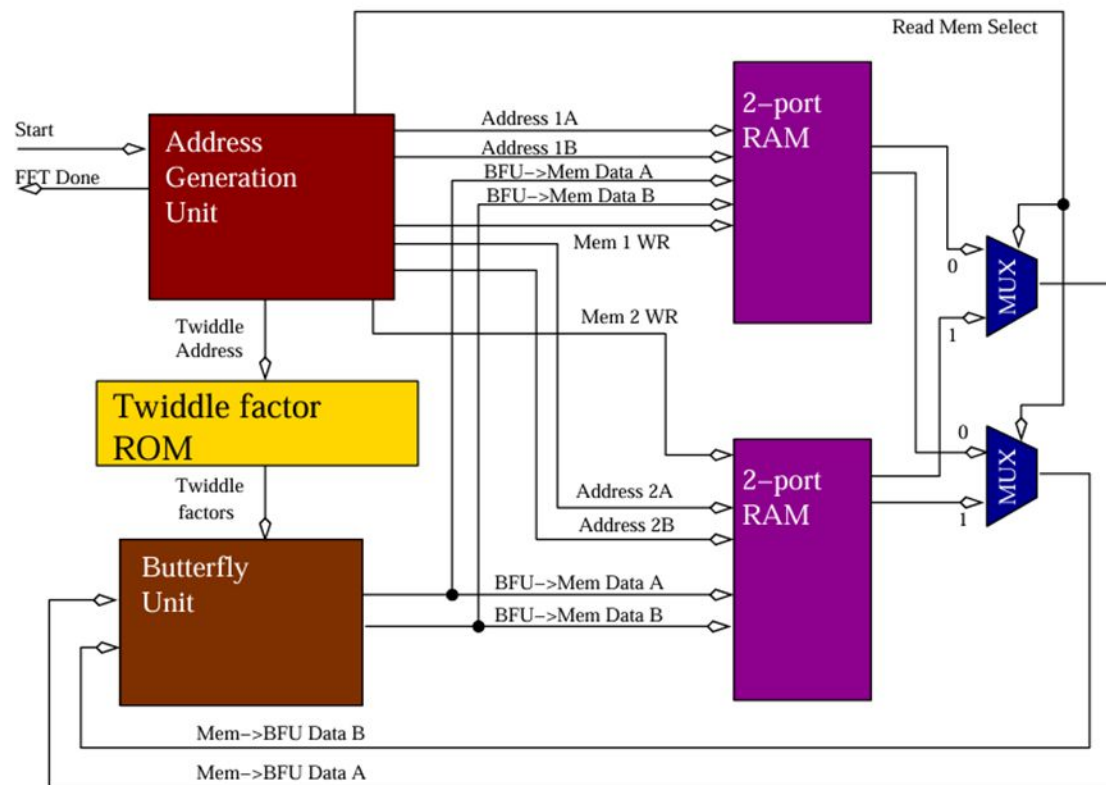 Read Mem Select
Start
FFT Done
Address
Generation
Unit
Address 1A
Address 1B
BFU−>Mem Data A
BFU−>Mem Data B
Mem 1 WR
2−port
RAM
0
MUX
1
Mem 2 WR
Twiddle
Address
Twiddle factor
ROM
Twiddle
factors
Address 2A
Address 2B
2−port
RAM
0
MUX
1
Butterfly
Unit
BFU−>Mem Data A
BFU−>Mem Data B
Mem−>BFU Data B
Mem−>BFU Data A